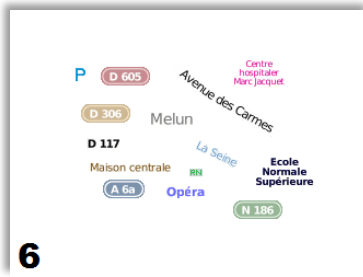 Centre
hospitalier
Marc Jacquet
P
D 605
Avenue des Carmes
D 306
Melun
D 117
La Seine
Maison centrale
RN
Ecole
Normale
Supérieure
A 6a
Opéra
N 186
6